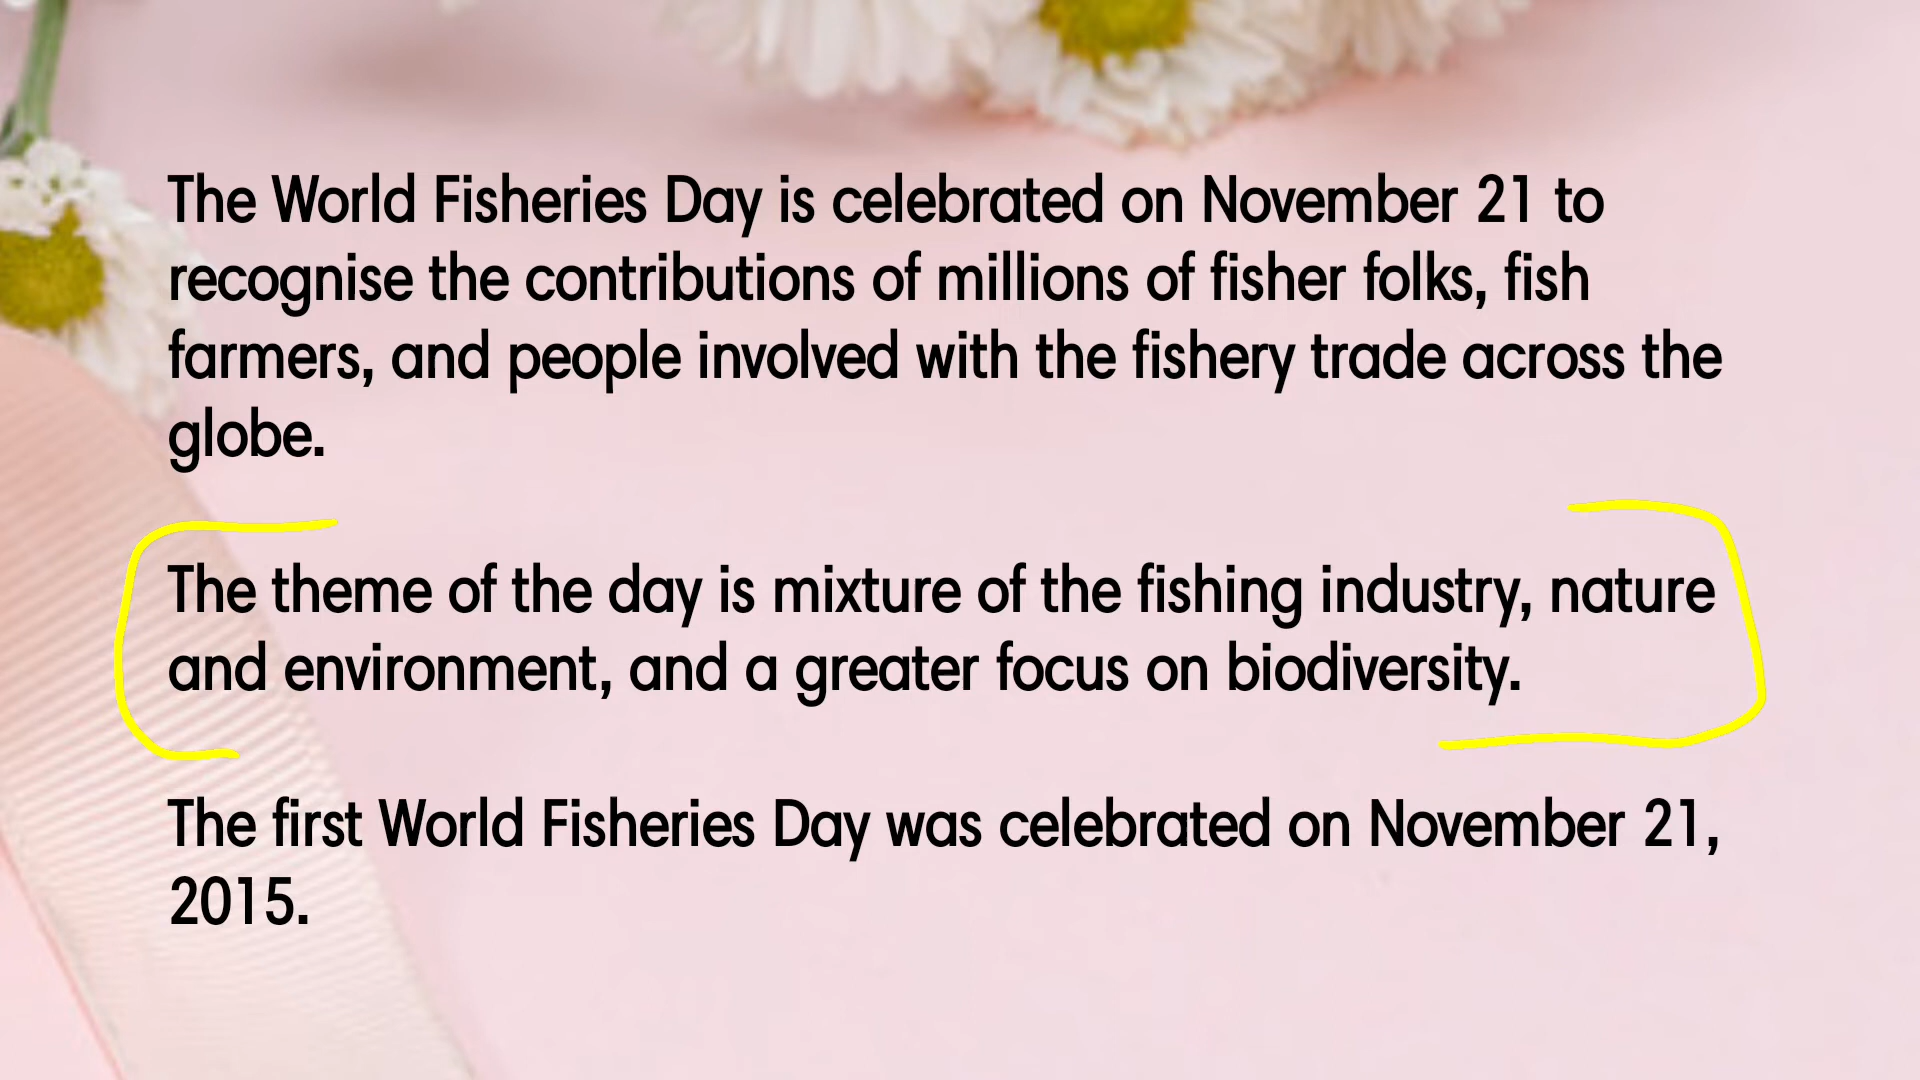 The World Fisheries Day is celebrated on November 21 to
recognise the contributions of millions of fisher folks, fish
farmers, and people involved with the fishery trade across the
globe.
The theme of the day is mixture of the fishing industry, nature
and environment, and a greater focus on biodiversity.
The first World Fisheries Day was celebrated on November 21,
2015.